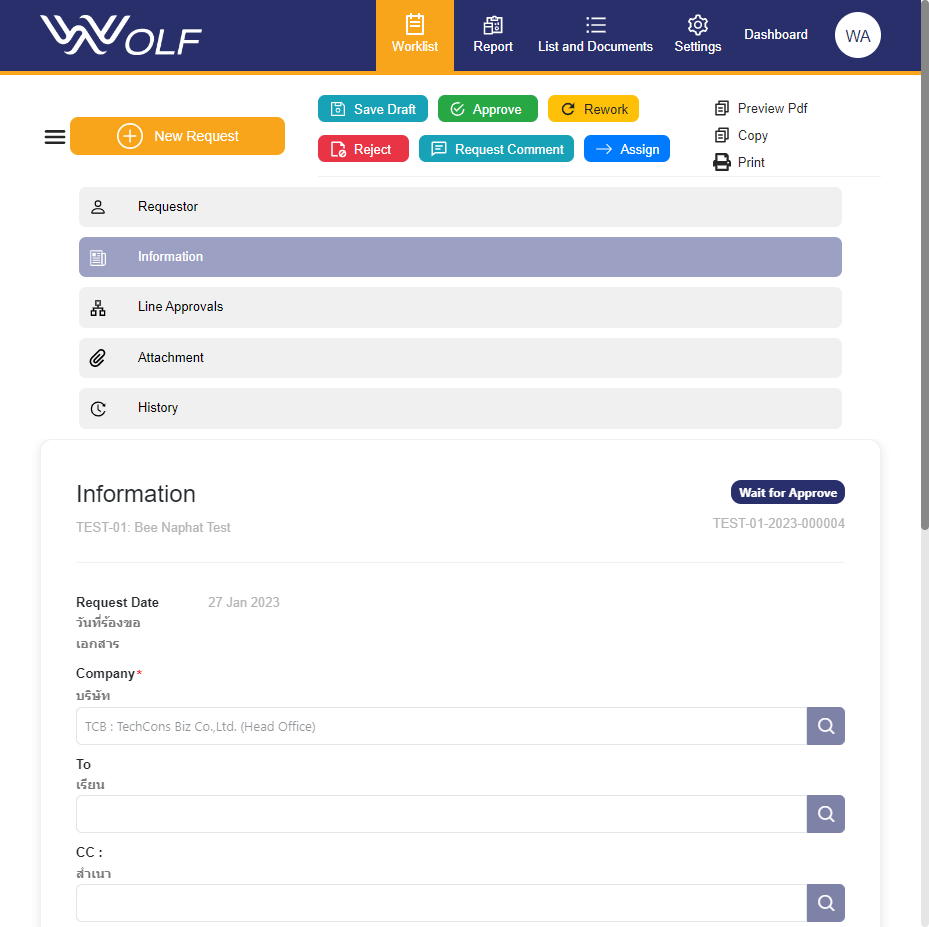 WOLF
Worklist
Report
List and Documents
Settings
Dashboard
WA
New Request
Save Draft
Approve
Rework
Reject
Request Comment
Assign
Preview Pdf
Copy
Print
Requestor
Information
Line Approvals
Attachment
History
Information
Wait for Approve
TEST-01: Bee Naphat Test
TEST-01-2023-000004
Request Date
27 Jan 2023
วันที่ร้องขอ
เอกสาร
Company*
บริษัท
TCB : TechCons Biz Co.,Ltd. (Head Office)
To
เรียน
CC :
สำเนา